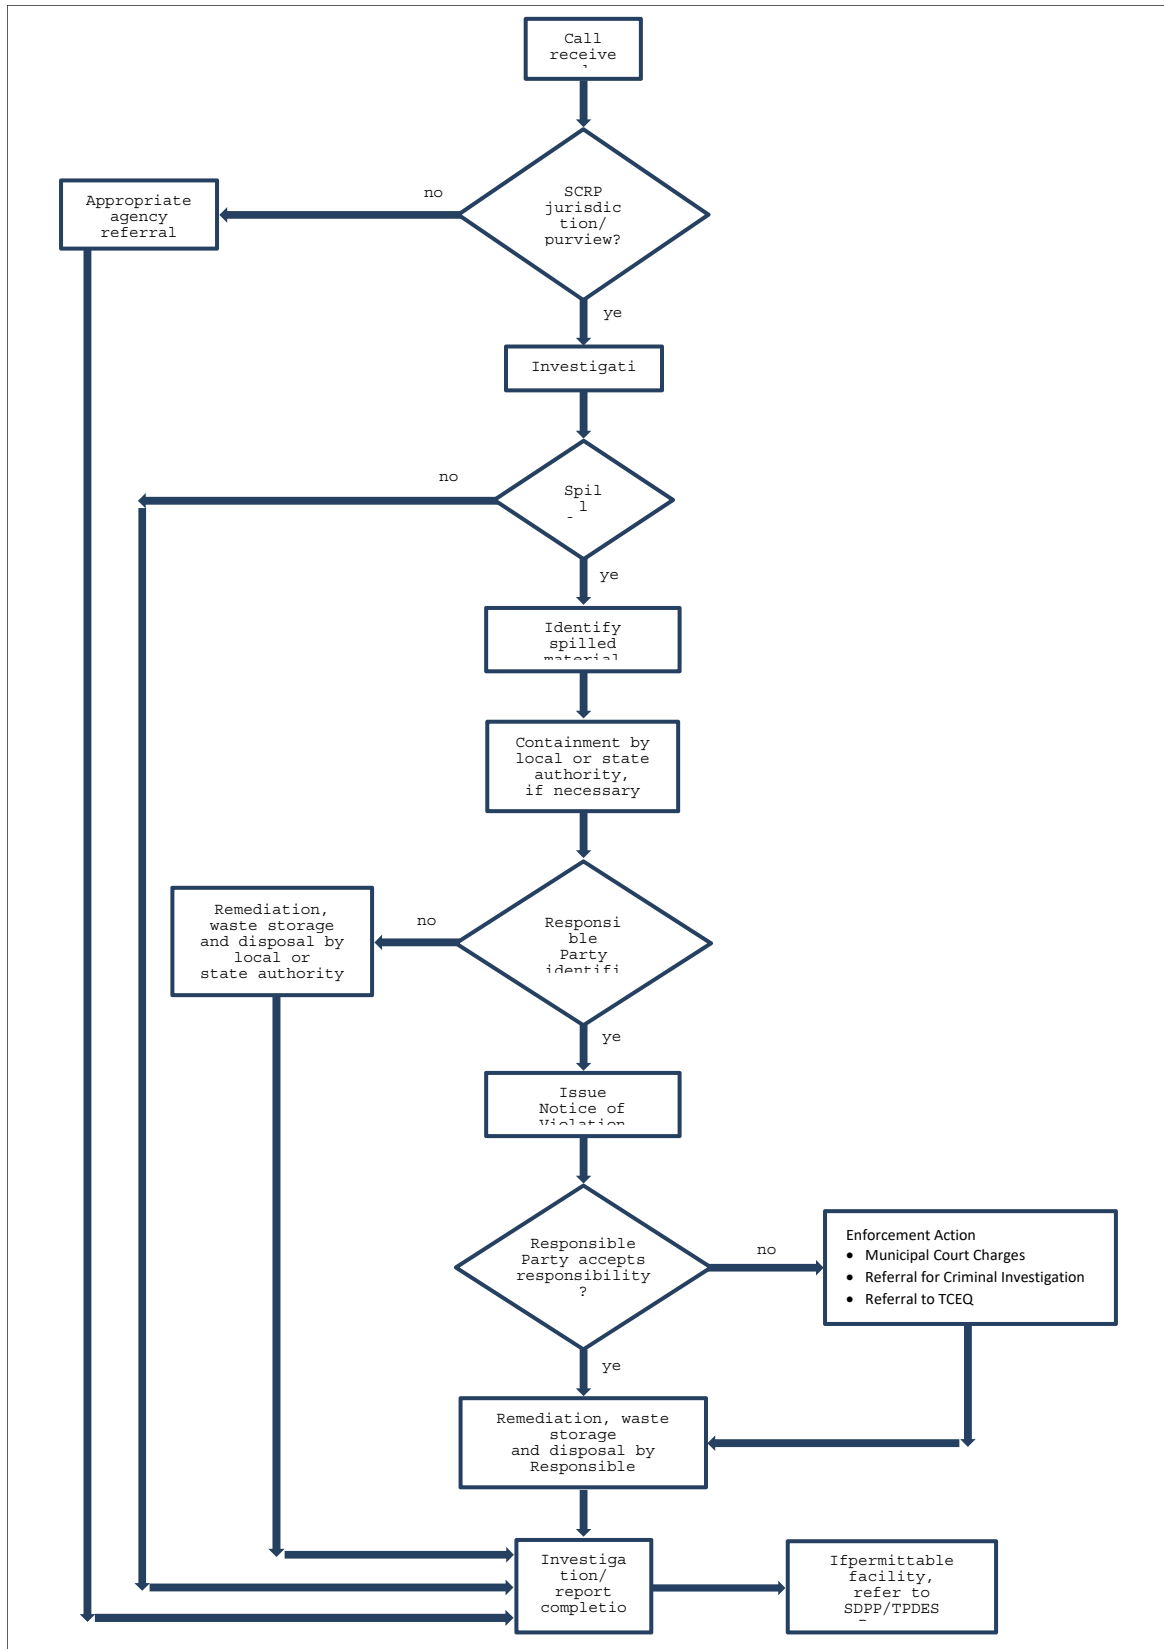 Call
receive
SCRP
jurisdic
tion/
purview?
no
Appropriate
agency
referral
ye
Investigati
Spil
l
no
ye
Identify
spilled
material
Containment by
local or state
authority,
if necessary
Responsi
ble
Party
identifi
no
Remediation,
waste storage
and disposal by
local or
state authority
ye
Issue
Notice of
Violation
Responsible
Party accepts
responsibility
?
no
Enforcement Action
• Municipal Court Charges
• Referral for Criminal Investigation
• Referral to TCEQ
ye
Remediation, waste
storage
and disposal by
Responsible
Investiga
tion/
report
completio
Ifpermittable
facility,
refer to
SDPP/TPDES